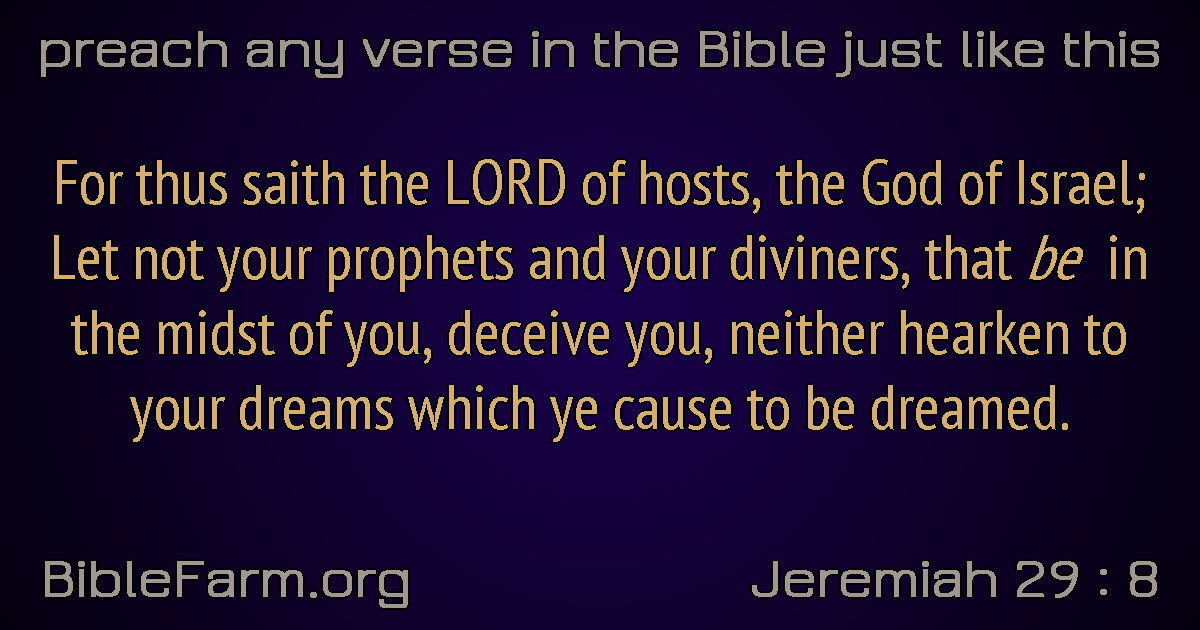 preach any verse in the Bible just like this
For thus saith the LORD of hosts, the God of Israel;
Let not your prophets and your diviners, that be in
the midst of you, deceive you, neither hearken to
your dreams which ye cause to be dreamed.
BibleFarm.org
Jeremiah 29 : 8